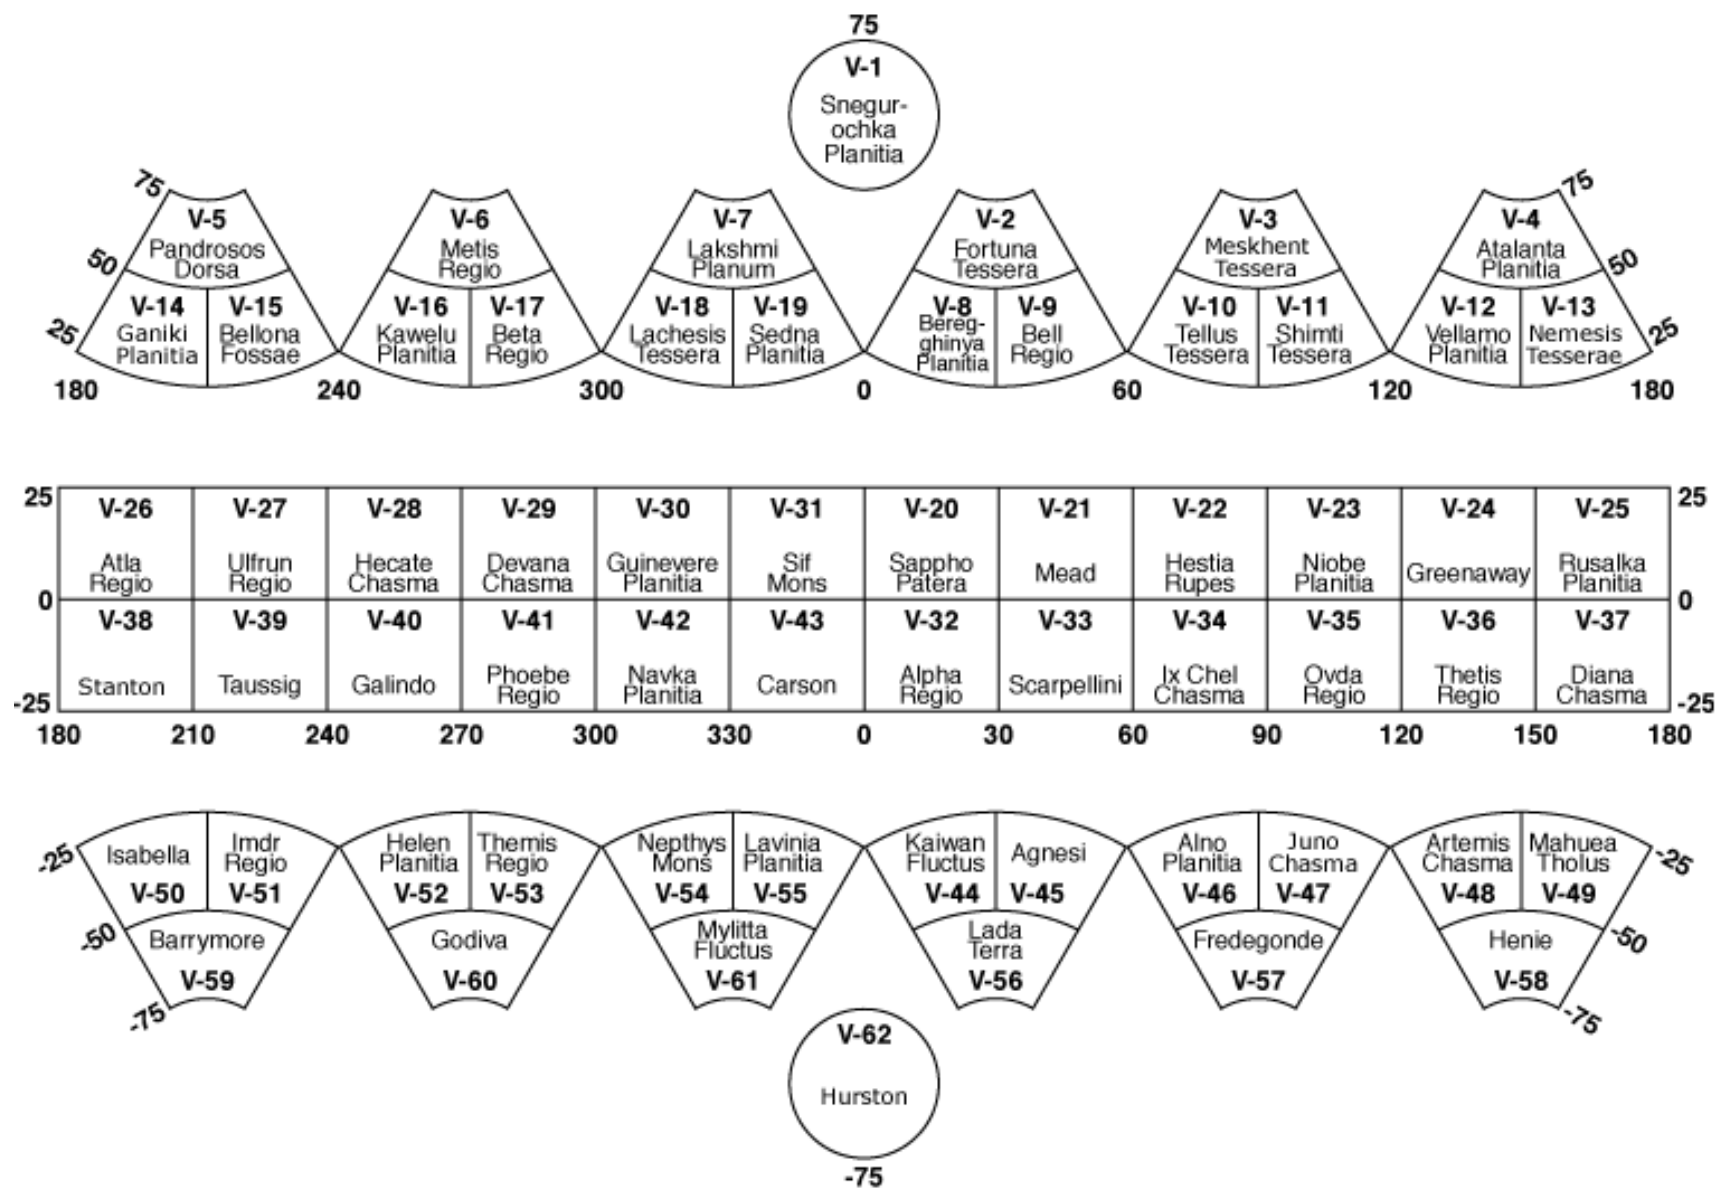 75
V-1
Snegur-
ochka
Planitia
75
75
V-5
V-6
V-7
V-2
V-3
V-4
Pandrosos
Dorsa
Metis
Regio
Lakshmi
Planum
Fortuna
Tessera
Meskhent
Tessera
Atalanta
Planitia
50
50
V-14
Ganiki
Planitia
V-15
Bellona
Fossae
V-16
Kawelu
Planitia
V-17
Beta
Regio
V-18
Lachesis
Tessera
V-19
Sedna
Planitia
V-8
Bereg-
ghinya
Planitia
V-9
Bell
Regio
V-10
Tellus
Tessera
V-11
Shimti
Tessera
V-12
Vellamo
Planitia
V-13
Nemesis
Tesserae
25
25
180 240 300 0 60 120 180
25
25
V-26
Atla
Regio
V-27
Ulfrun
Regio
V-28
Hecate
Chasma
V-29
Devana
Chasma
V-30
Guinevere
Planitia
V-31
Sif
Mons
V-20
Sappho
Patera
V-21
Mead
V-22
Hestia
Rupes
V-23
Niobe
Planitia
V-24
Greenaway
V-25
Rusalka
Planitia
0
0
V-38
Stanton
V-39
Taussig
V-40
Galindo
V-41
Phoebe
Regio
V-42
Navka
Planitia
V-43
Carson
V-32
Alpha
Regio
V-33
Scarpellini
V-34
Ix Chel
Chasma
V-35
Ovda
Regio
V-36
Thetis
Regio
V-37
Diana
Chasma
-25
-25
180 210 240 270 300 330 0 30 60 90 120 150 180
-25
-25
Isabella
V-50
Imdr
Regio
V-51
Helen
Planitia
V-52
Themis
Regio
V-53
Nepthys
Mons
V-54
Lavinia
Planitia
V-55
Kaiwan
Fluctus
V-44
Agnesi
V-45
Alno
Planitia
V-46
Juno
Chasma
V-47
Artemis
Chasma
V-48
Mahuea
Tholus
V-49
-50
-50
Barrymore
V-59
Godiva
V-60
Mylitta
Fluctus
V-61
Lada
Terra
V-56
Fredegonde
V-57
Henie
V-58
-75
-75
V-62
Hurston
-75